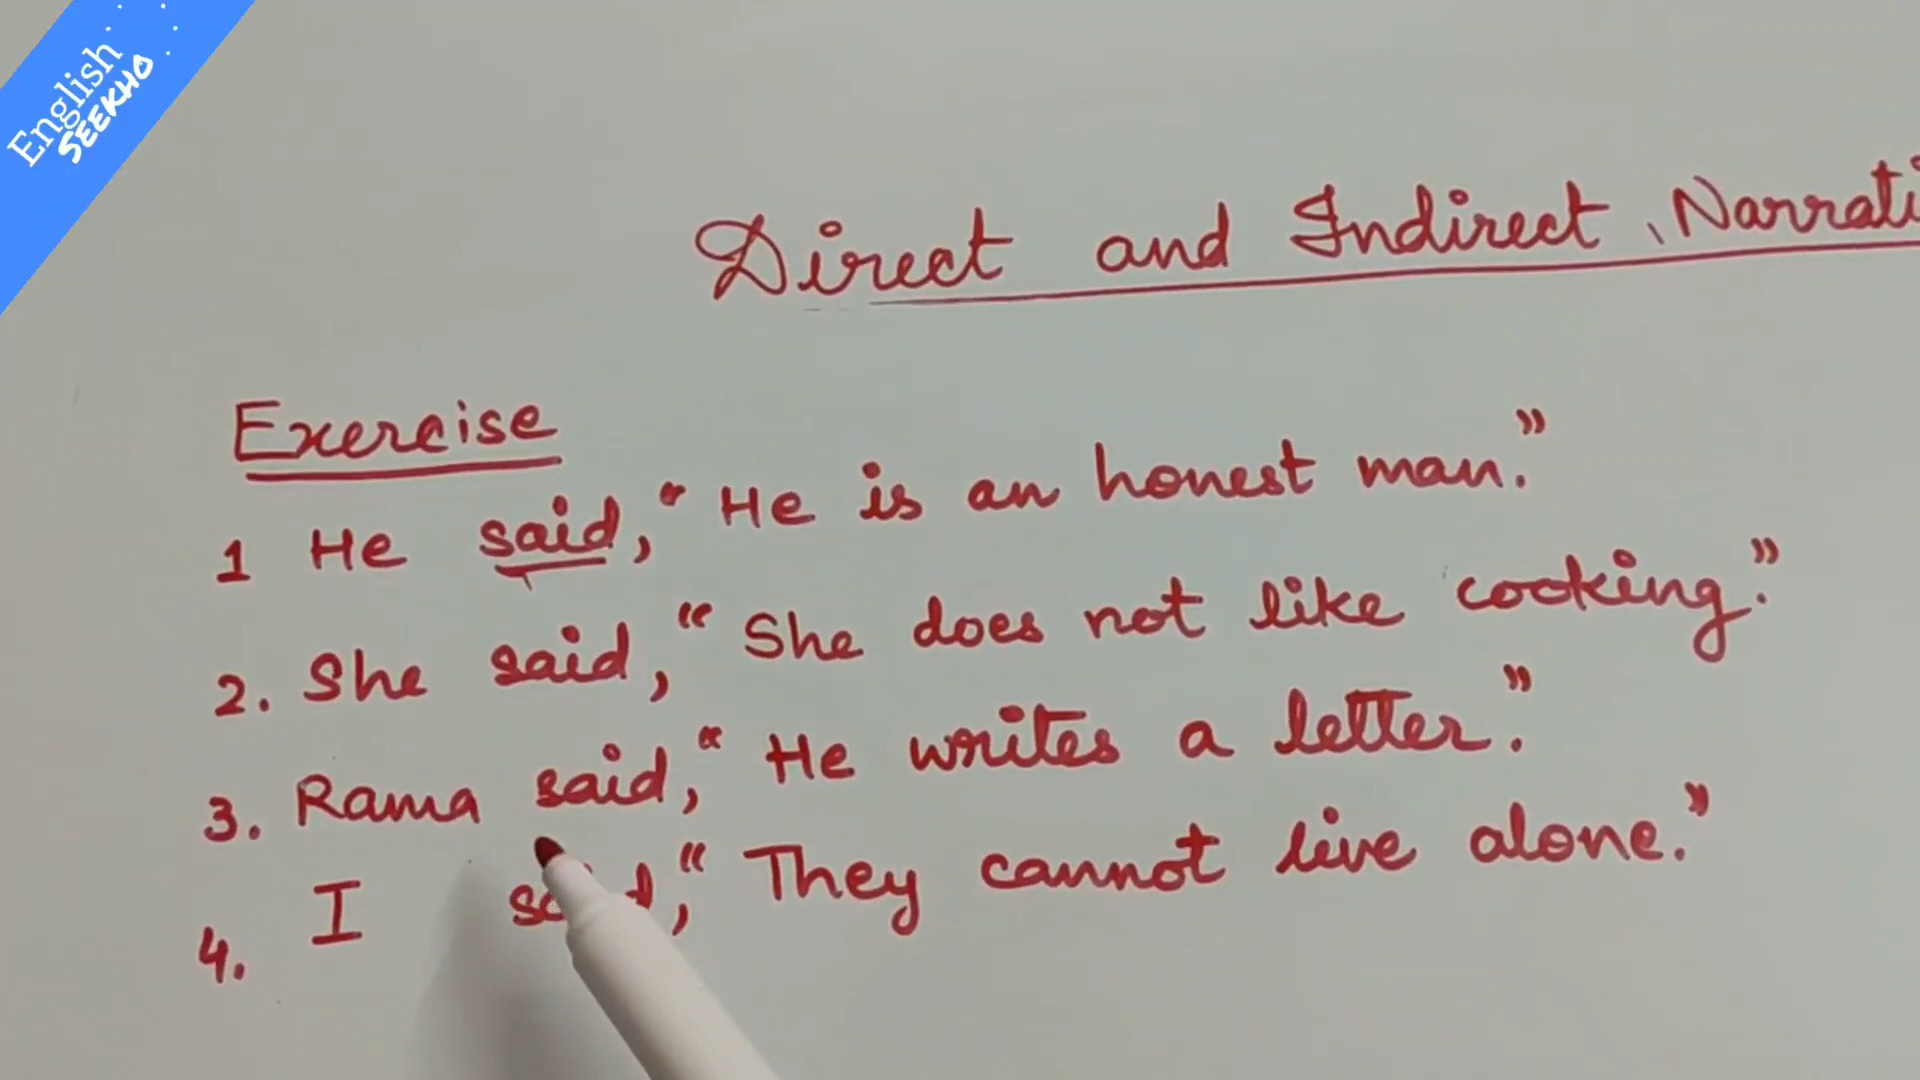 English
SEEKHO
Direct and Indirect Narrati
Exercise
1 He said, "He is an honest man."
2. She said, "She does not like cooking."
3. Rama said, "He writes a letter."
4. I said, "They cannot live alone."